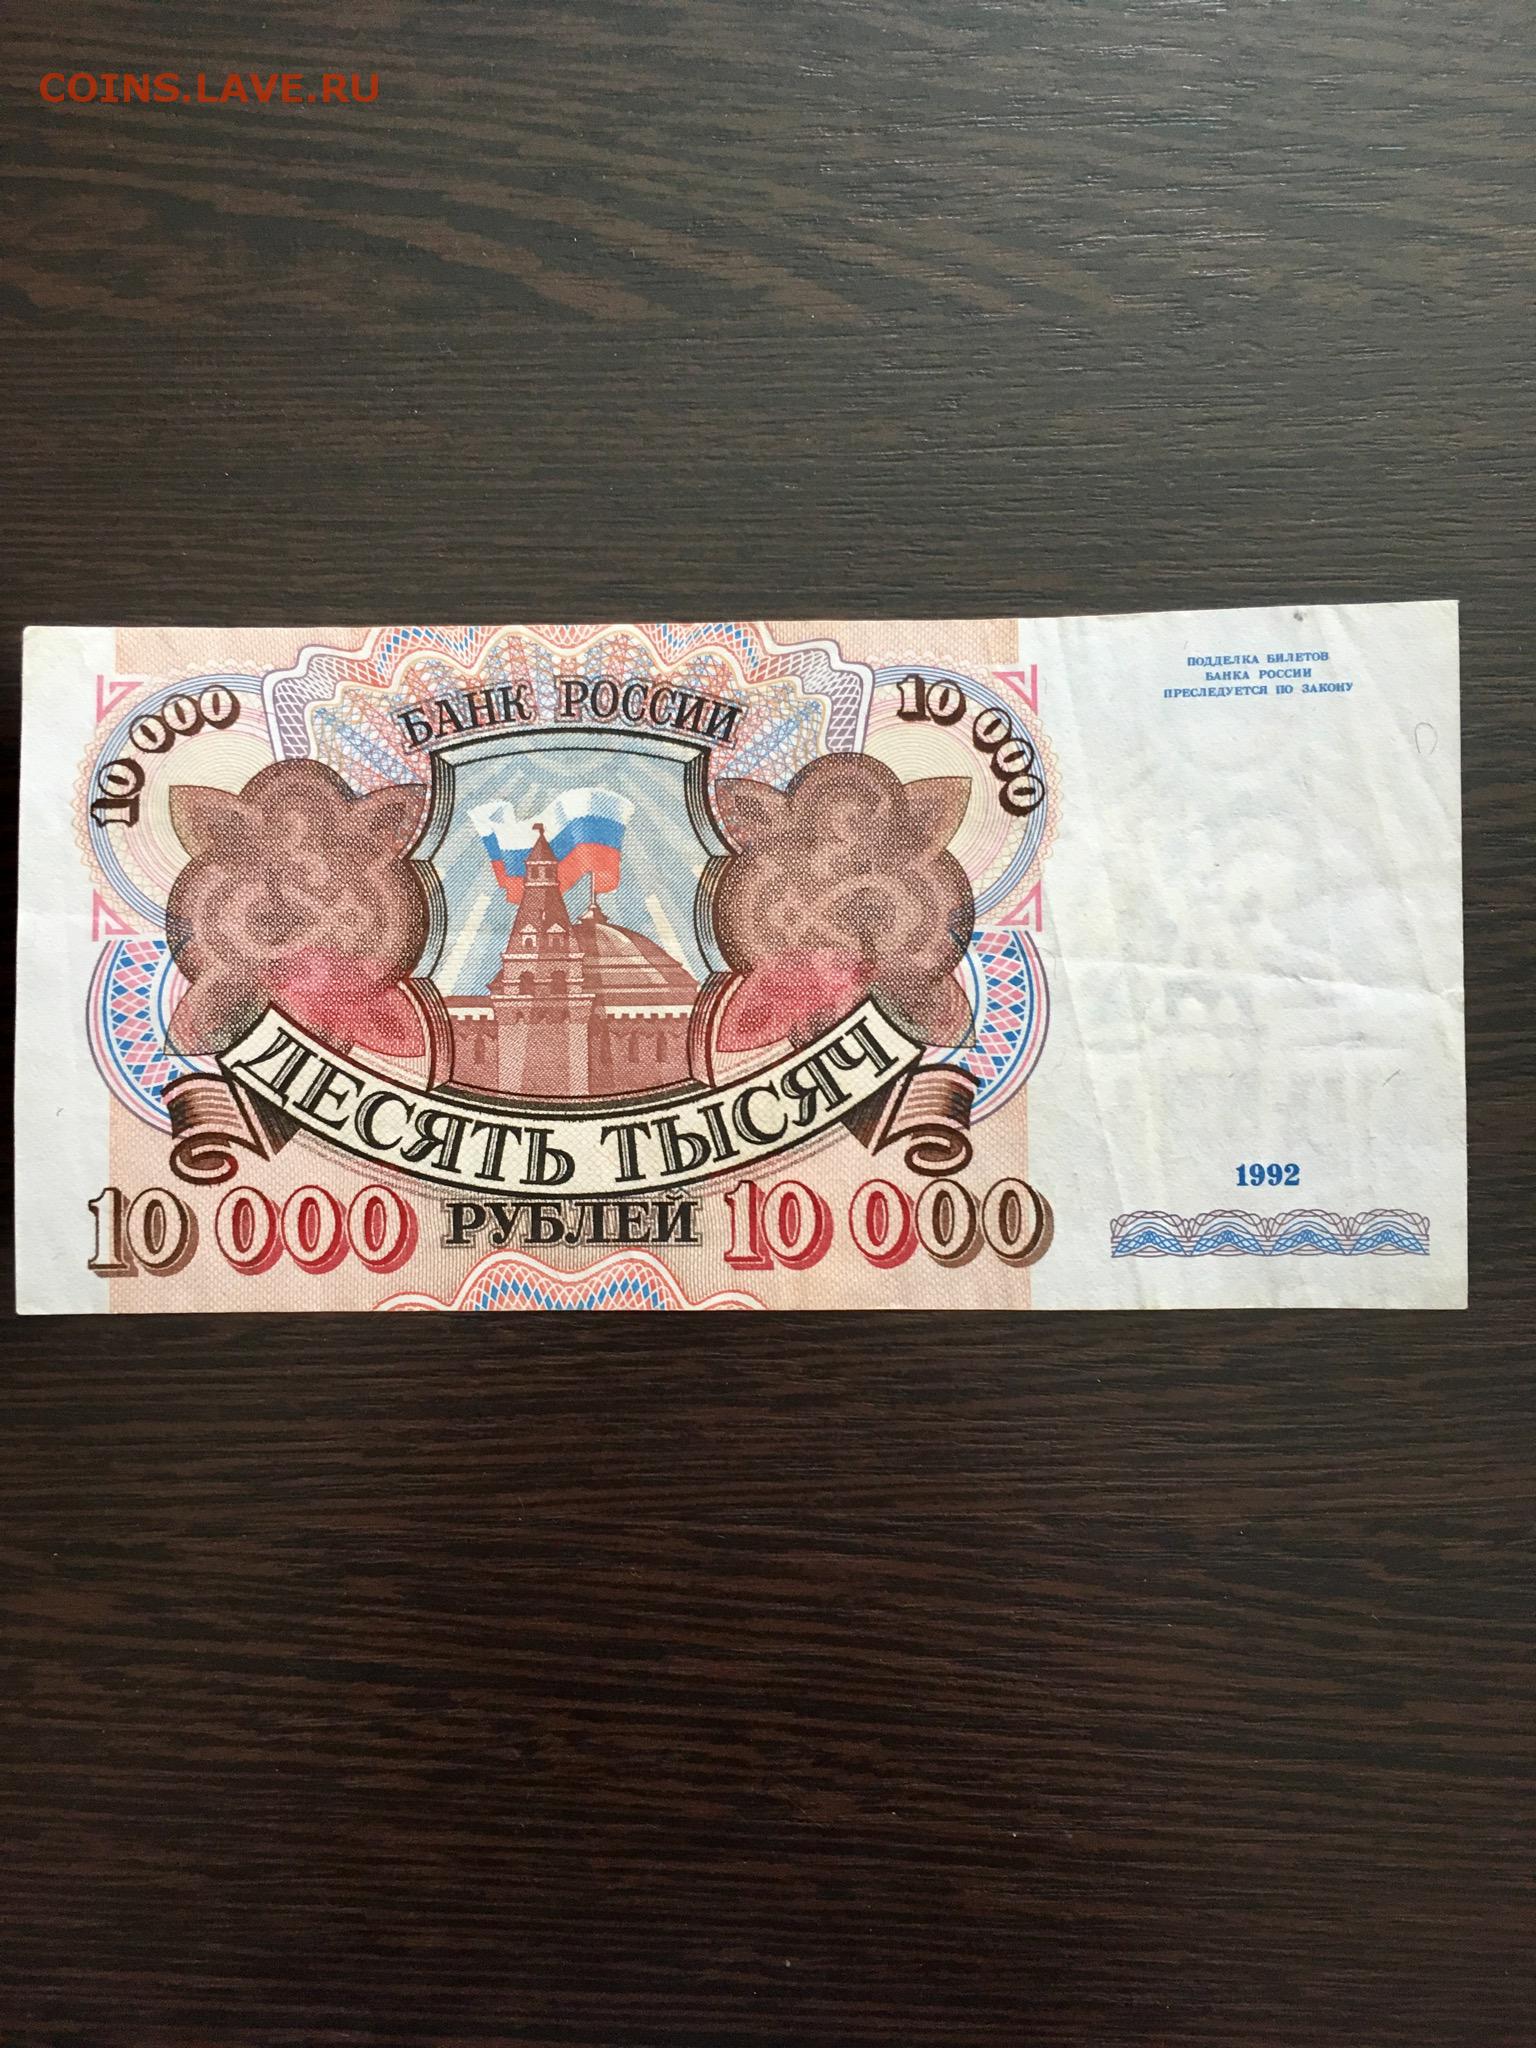 COINS.LAVE.RU
ПОДДЕЛКА БИЛЕТОВ
БАНКА РОССИИ
ПРЕСЛЕДУЕТСЯ ПО ЗАКОНУ
10 000
БАНК РОССИИ
10 000
ДЕСЯТЬ ТЫСЯЧ
10 000 РУБЛЕЙ 10 000
1992